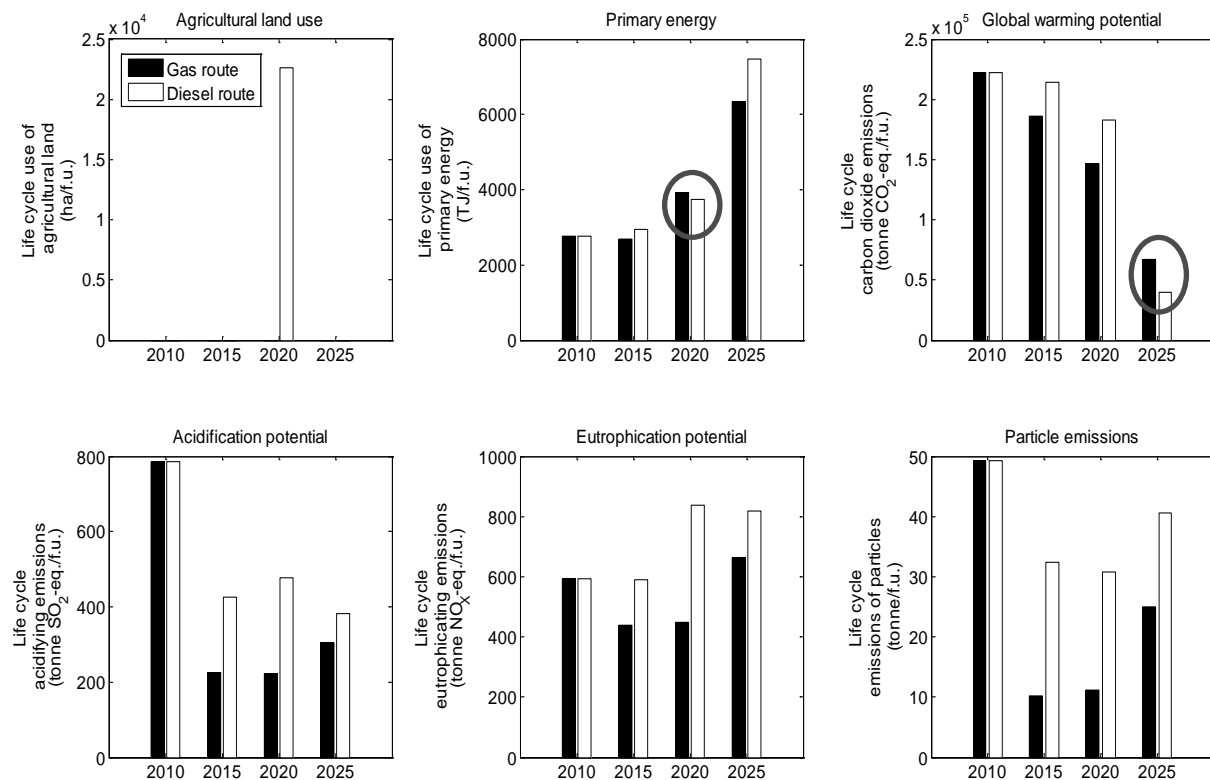 Agricultural land use
x 10^4
2.5
2
1.5
1
0.5
0
2010 2015 2020 2025
Life cycle use of
agricultural land
(ha/f.u.)
Gas route
Diesel route
Primary energy
8000
6000
4000
2000
0
2010 2015 2020 2025
Life cycle use of
primary energy
(TJ/f.u.)
Global warming potential
x 10^5
2.5
2
1.5
1
0.5
0
2010 2015 2020 2025
Life cycle
carbon dioxide emissions
(tonne CO2-eq./f.u.)
Acidification potential
800
600
400
200
0
2010 2015 2020 2025
Life cycle
acidifying emissions
(tonne SO2-eq./f.u.)
Eutrophication potential
1000
800
600
400
200
0
2010 2015 2020 2025
Life cycle
eutrophicating emissions
(tonne NOX-eq./f.u.)
Particle emissions
50
40
30
20
10
0
2010 2015 2020 2025
Life cycle
emissions of particles
(tonne/f.u.)